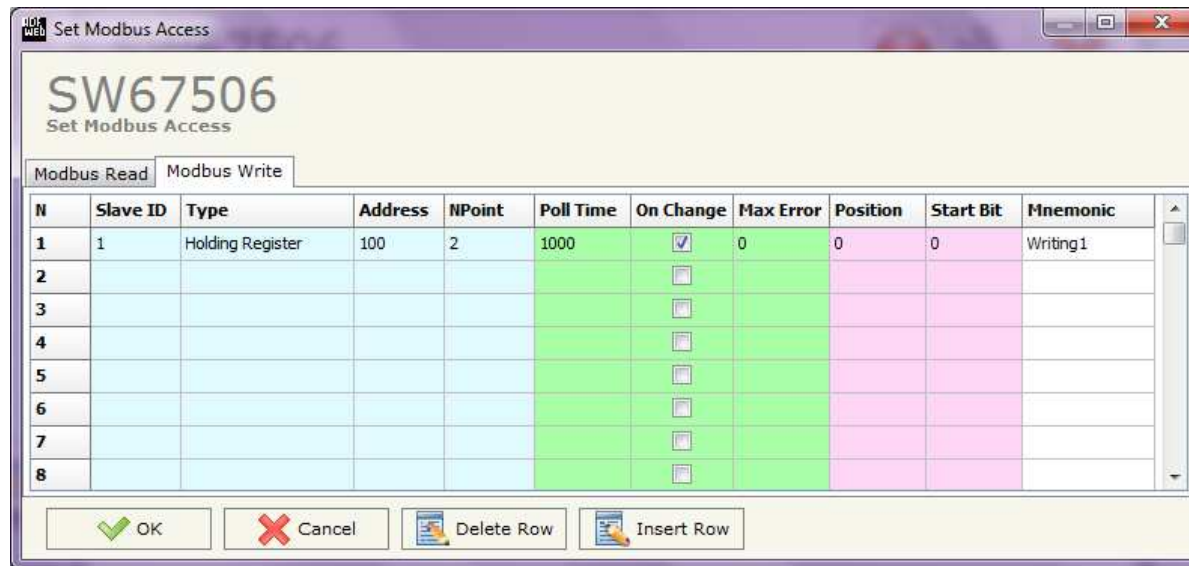 ADF WEB Set Modbus Access
SW67506
Set Modbus Access
Modbus Read Modbus Write
N Slave ID Type Address NPoint Poll Time On Change Max Error Position Start Bit Mnemonic
1 1 Holding Register 100 2 1000 0 0 0 Writing1
2
3
4
5
6
7
8
OK Cancel Delete Row Insert Row